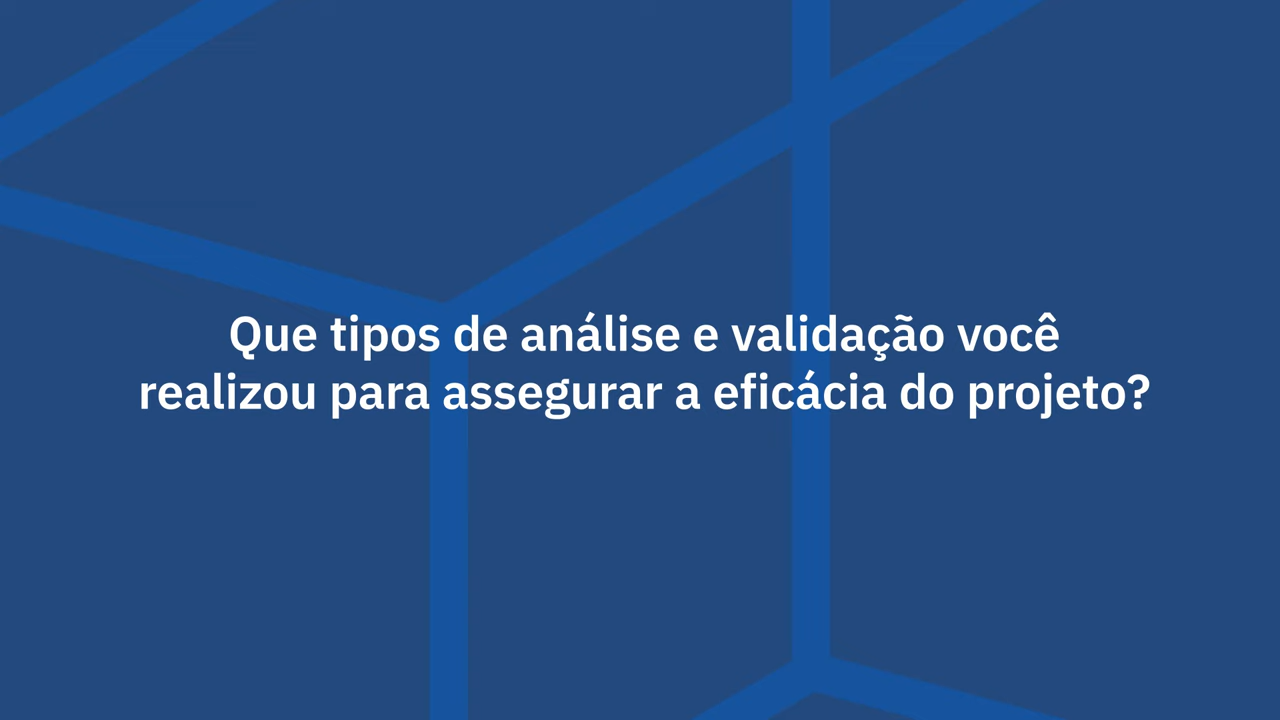 Que tipos de análise e validação você
realizou para assegurar a eficácia do projeto?